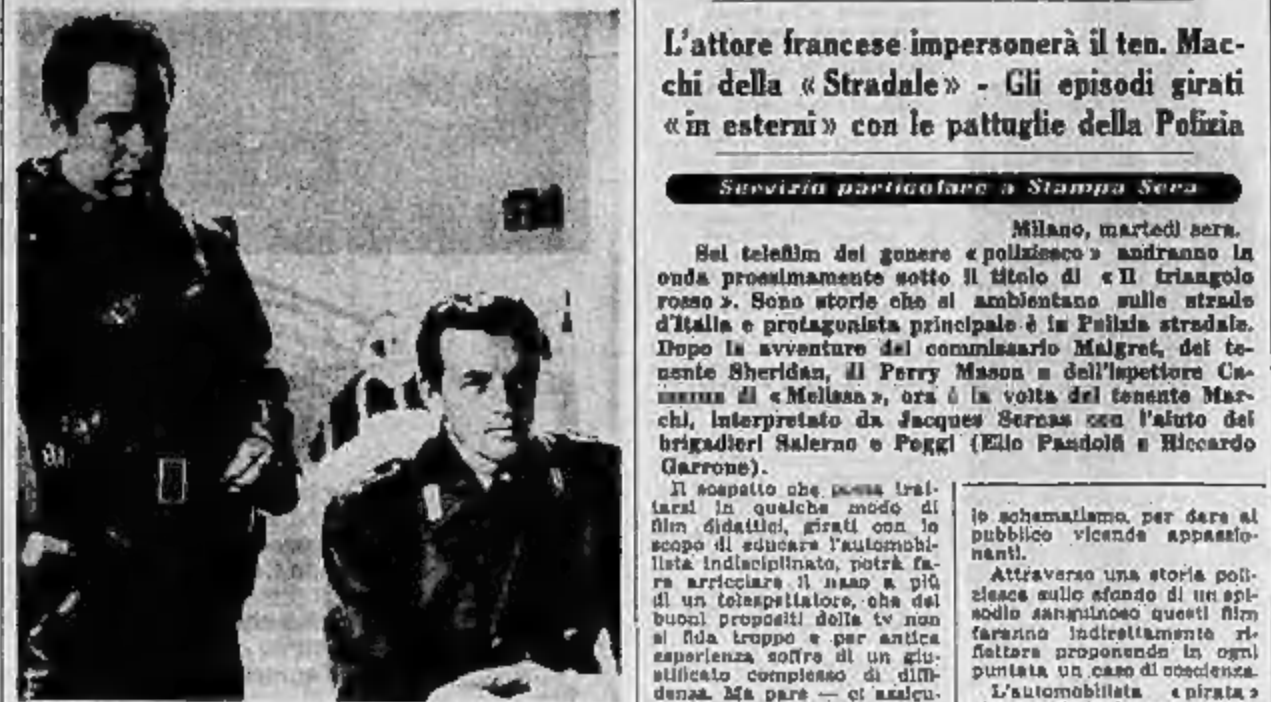 L'attore francese impersonerà il ten. Mac-
chi della «Stradale» - Gli episodi girati
«in esterni» con le pattuglie della Polizia
Servizio particolare a Stampa Sera
Milano, martedì sera.
Sei telefilm del genere «poliziesco» andranno in
onda prossimamente sotto il titolo di «Il triangolo
rosso». Sono storie che si ambientano sulle strade
d'Italia e protagonista principale è la Polizia stradale.
Dopo le avventure del commissario Maigret, del te-
nente Sheridan, di Perry Mason e dell'ispettore Ca-
di «Melissa», ora è la volta del tenente Mar-
chi, interpretato da Jacques Sernas con l'aiuto dei
brigadieri Salerno e Poggi (Elio Pandolfi e Riccardo
Garrone).
Il sospetto che possa trat-
tarsi in qualche modo di
film didattici, girati con lo
scopo di educare l'automobi-
lista indisciplinato, potrà fa-
re arricciare il naso a più
di un telespettatore, che dei
buoni propositi della tv non
si fida troppo e per antica
esperienza soffre di un giu-
stificato complesso di diffi-
denza. Ma pare — ci assicu-
lo schematismo, per dare al
pubblico vicende appassio-
nanti.
Attraverso una storia poli-
ziesca sullo sfondo di un epi-
sodio sanguinoso questi film
faranno indirettamente ri-
flettere proponendo in ogni
puntata un caso di coscienza.
L'automobilista «pirata»